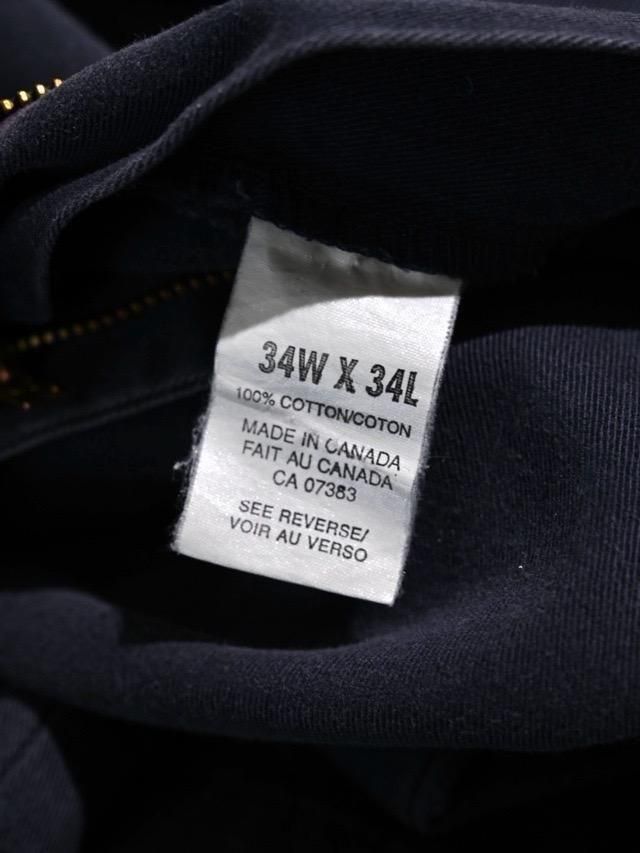 34W X 34L
100% COTTON/COTON
MADE IN CANADA
FAIT AU CANADA
CA 07383
SEE REVERSE/
VOIR AU VERSO